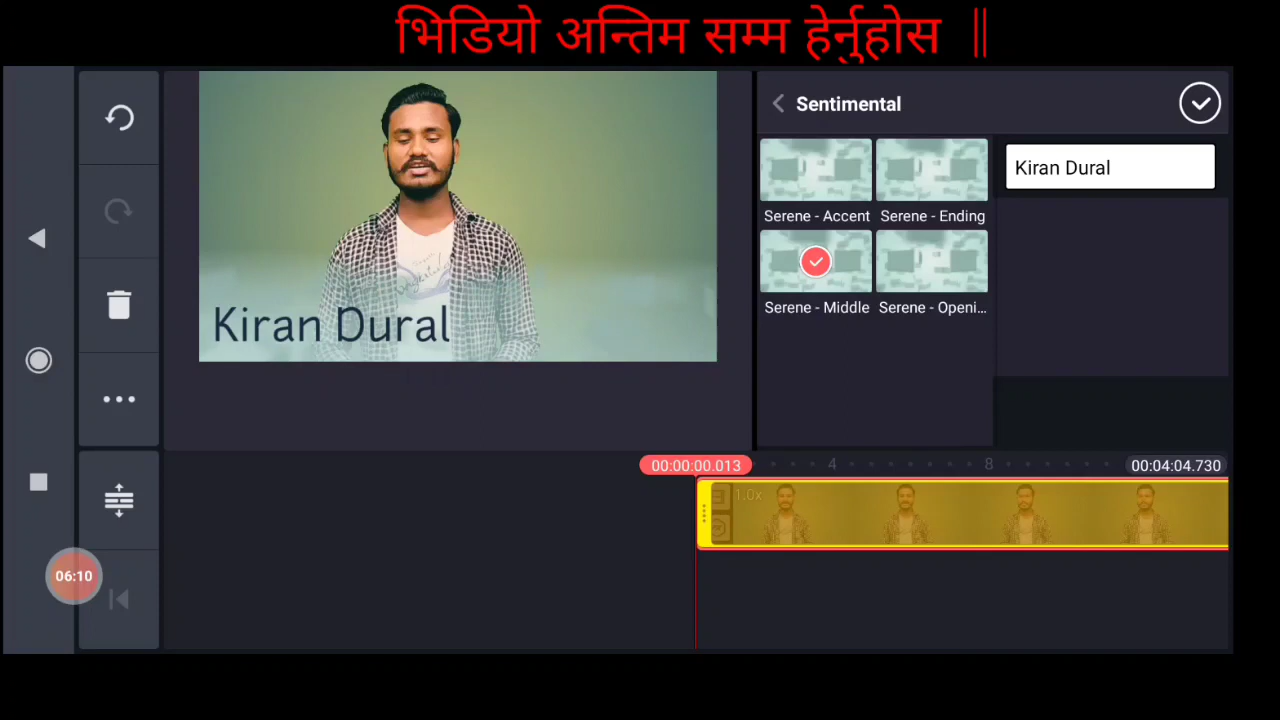 भिडियो अन्तिम सम्म हेर्नुहोस ||
Sentimental
Kiran Dural
Serene - Accent
Serene - Ending
Serene - Middle
Serene - Openi...
Kiran Dural
00:00:00.013
4
8
00:04:04.730
1.0x
06:10